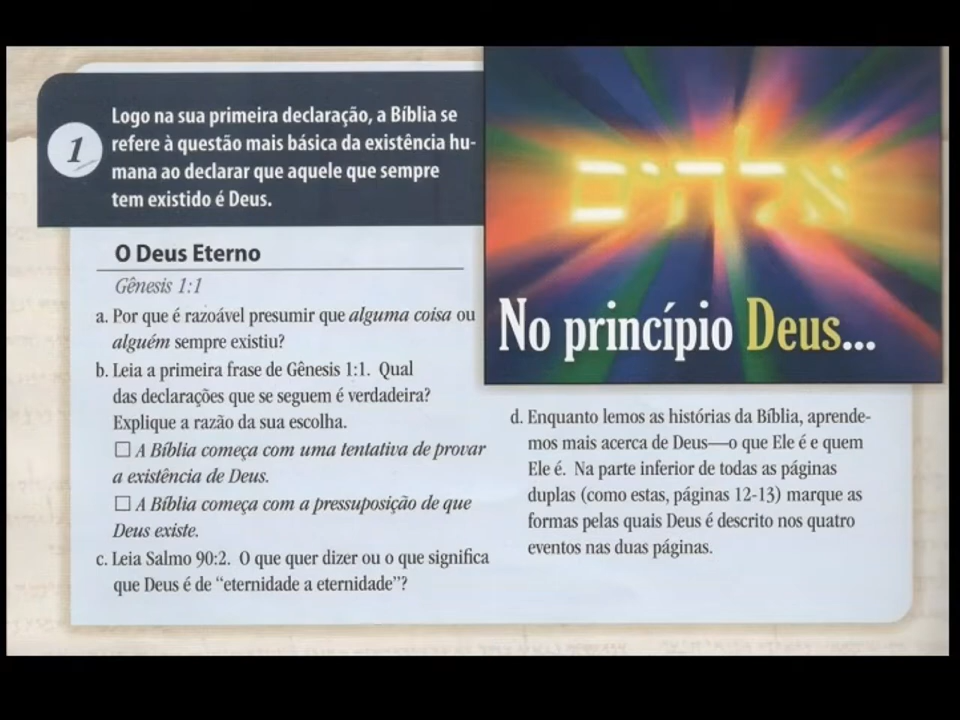 1
Logo na sua primeira declaração, a Bíblia se
refere à questão mais básica da existência hu-
mana ao declarar que aquele que sempre
tem existido é Deus.
אלהים
No princípio Deus...
O Deus Eterno
Gênesis 1:1
a. Por que é razoável presumir que alguma coisa ou
alguém sempre existiu?
b. Leia a primeira frase de Gênesis 1:1. Qual
das declarações que se seguem é verdadeira?
Explique a razão da sua escolha.
☐ A Bíblia começa com uma tentativa de provar
a existência de Deus.
☐ A Bíblia começa com a pressuposição de que
Deus existe.
c. Leia Salmo 90:2. O que quer dizer ou o que significa
que Deus é de “eternidade a eternidade”?
d. Enquanto lemos as histórias da Bíblia, aprende-
mos mais acerca de Deus—o que Ele é e quem
Ele é. Na parte inferior de todas as páginas
duplas (como estas, páginas 12-13) marque as
formas pelas quais Deus é descrito nos quatro
eventos nas duas páginas.